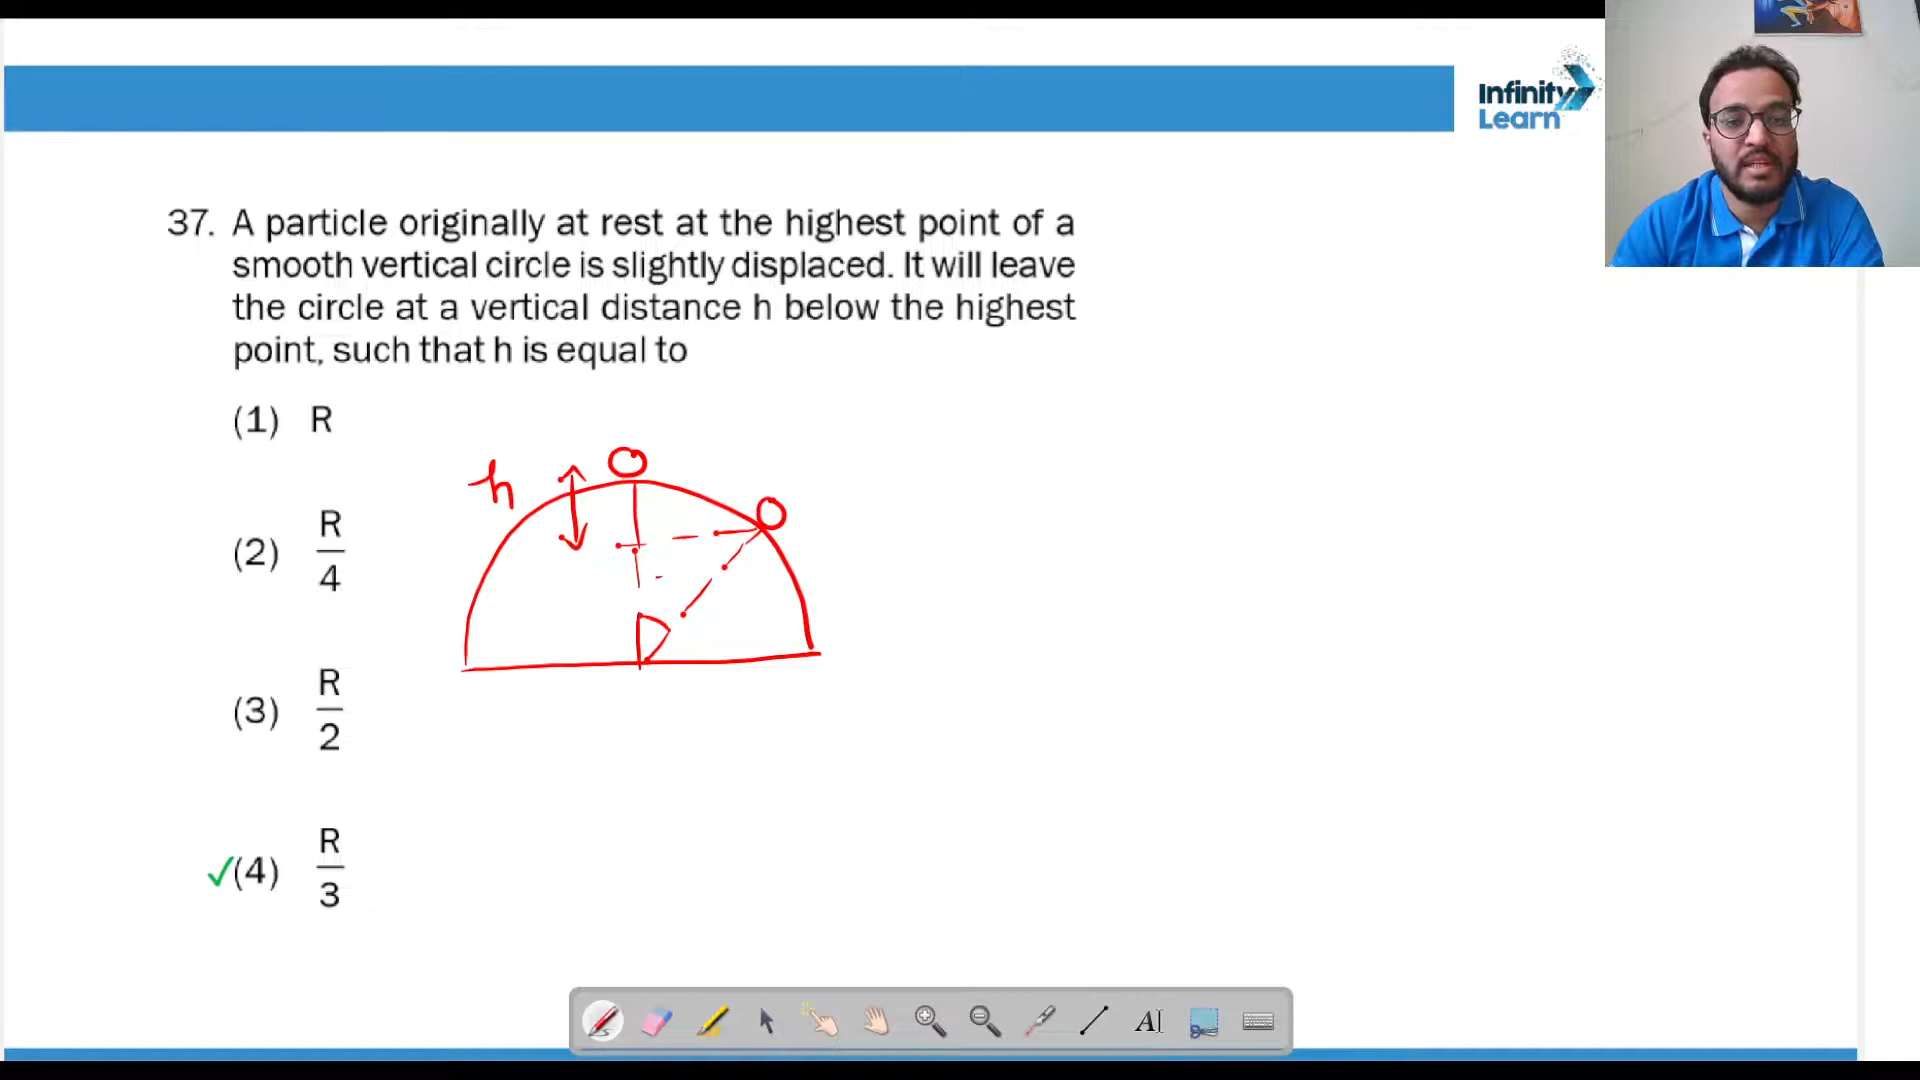 Infinity
Learn
37. A particle originally at rest at the highest point of a
smooth vertical circle is slightly displaced. It will leave
the circle at a vertical distance h below the highest
point, such that h is equal to
(1) R
(2) R/4
h
(3) R/2
✓(4) R/3
A